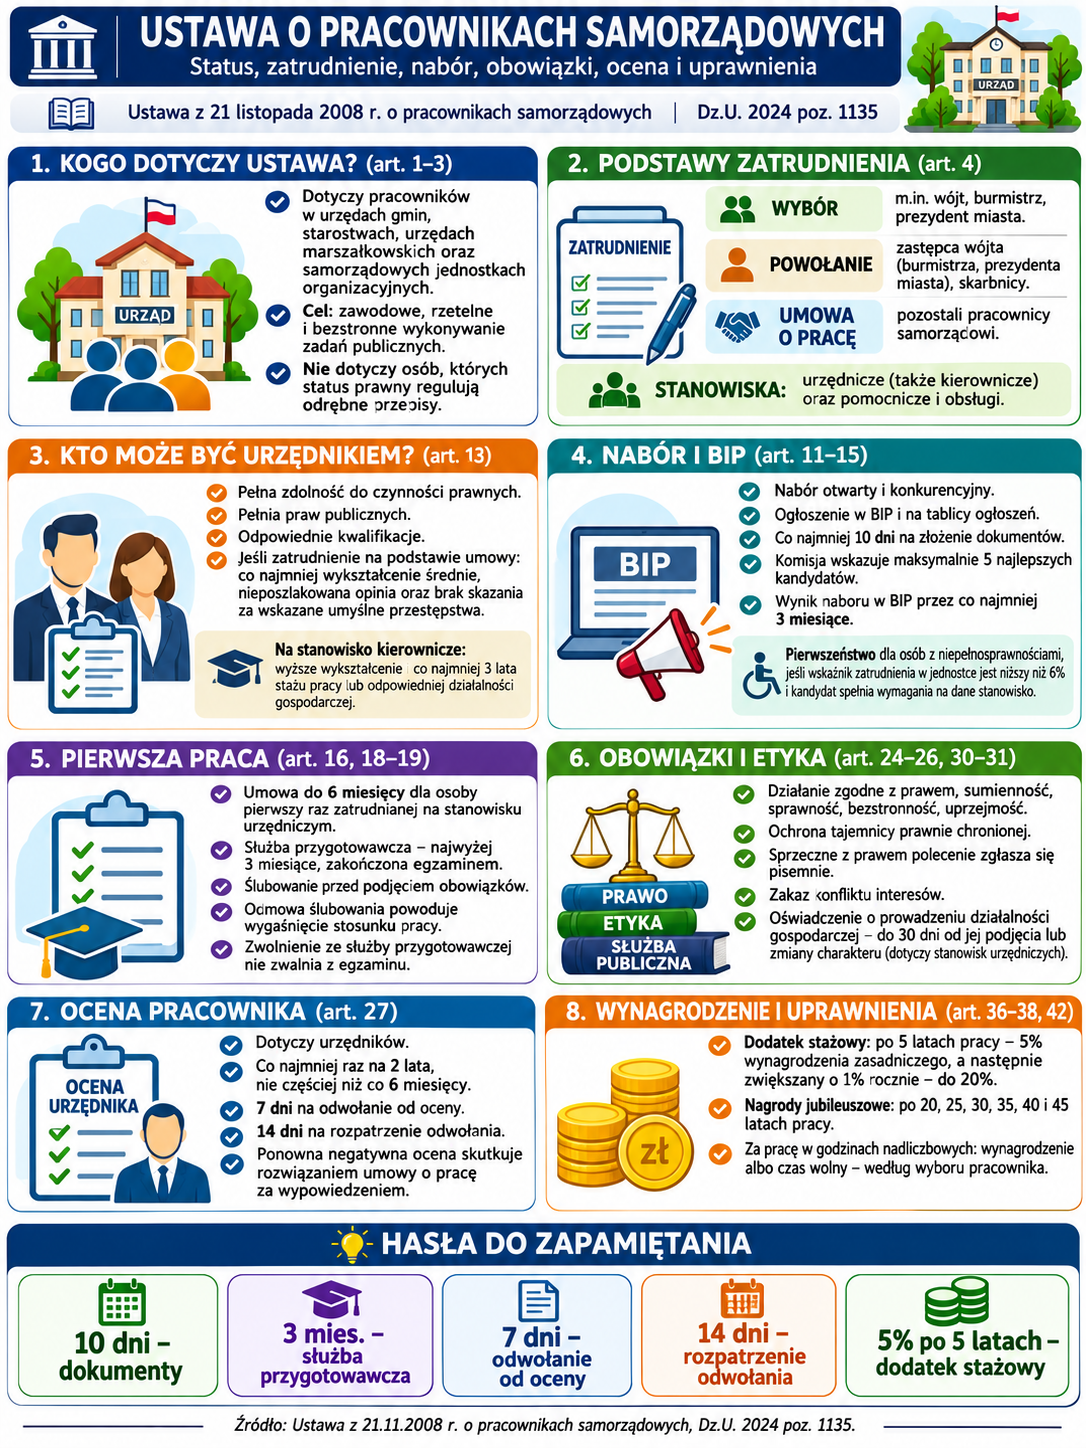 USTAWA O PRACOWNIKACH SAMORZĄDOWYCH
Status, zatrudnienie, nabór, obowiązki, ocena i uprawnienia
URZĄD
Ustawa z 21 listopada 2008 r. o pracownikach samorządowych | Dz.U. 2024 poz. 1135
1. KOGO DOTYCZY USTAWA? (art. 1–3)
URZĄD
Dotyczy pracowników
w urzędach gmin,
starostwach, urzędach
marszałkowskich oraz
samorządowych jednostkach
organizacyjnych.
Cel: zawodowe, rzetelne
i bezstronne wykonywanie
zadań publicznych.
Nie dotyczy osób, których
status prawny regulują
odrębne przepisy.
2. PODSTAWY ZATRUDNIENIA (art. 4)
ZATRUDNIENIE
WYBÓR
m.in. wójt, burmistrz,
prezydent miasta.
POWOŁANIE
zastępca wójta
(burmistrza, prezydenta
miasta), skarbnicy.
UMOWA
O PRACĘ
pozostali pracownicy
samorządowi.
STANOWISKA:
urzędnicze (także kierownicze)
oraz pomocnicze i obsługi.
3. KTO MOŻE BYĆ URZĘDNIKIEM? (art. 13)
Pełna zdolność do czynności prawnych.
Pełnia praw publicznych.
Odpowiednie kwalifikacje.
Jeśli zatrudnienie na podstawie umowy:
co najmniej wykształcenie średnie,
nieposzlakowana opinia oraz brak skazania
za wskazane umyślne przestępstwa.
Na stanowisko kierownicze:
wyższe wykształcenie i co najmniej 3 lata
stażu pracy lub odpowiedniej działalności
gospodarczej.
4. NABÓR I BIP (art. 11–15)
BIP
Nabór otwarty i konkurencyjny.
Ogłoszenie w BIP i na tablicy ogłoszeń.
Co najmniej 10 dni na złożenie dokumentów.
Komisja wskazuje maksymalnie 5 najlepszych
kandydatów.
Wynik naboru w BIP przez co najmniej
3 miesiące.
Pierwszeństwo dla osób z niepełnosprawnościami,
jeśli wskaźnik zatrudnienia w jednostce jest niższy niż 6%
i kandydat spełnia wymagania na dane stanowisko.
5. PIERWSZA PRACA (art. 16, 18–19)
Umowa do 6 miesięcy dla osoby
pierwszy raz zatrudnianej na stanowisku
urzędniczym.
Służba przygotowawcza – najwyżej
3 miesiące, zakończona egzaminem.
Ślubowanie przed podjęciem obowiązków.
Odmowa ślubowania powoduje
wygaśnięcie stosunku pracy.
Zwolnienie ze służby przygotowawczej
nie zwalnia z egzaminu.
6. OBOWIĄZKI I ETYKA (art. 24–26, 30–31)
PRAWO
ETYKA
SŁUŻBA
PUBLICZNA
Działanie zgodne z prawem, sumienność,
sprawność, bezstronność, uprzejmość.
Ochrona tajemnicy prawnie chronionej.
Sprzeczne z prawem polecenie zgłasza się
pisemnie.
Zakaz konfliktu interesów.
Oświadczenie o prowadzeniu działalności
gospodarczej – do 30 dni od jej podjęcia lub
zmiany charakteru (dotyczy stanowisk urzędniczych).
7. OCENA PRACOWNIKA (art. 27)
OCENA
URZĘDNIKA
Dotyczy urzędników.
Co najmniej raz na 2 lata,
nie częściej niż co 6 miesięcy.
7 dni na odwołanie od oceny.
14 dni na rozpatrzenie odwołania.
Ponowna negatywna ocena skutkuje
rozwiązaniem umowy o pracę
za wypowiedzeniem.
8. WYNAGRODZENIE I UPRAWNIENIA (art. 36–38, 42)
zł
Dodatek stażowy: po 5 latach pracy – 5%
wynagrodzenia zasadniczego, a następnie
zwiększany o 1% rocznie – do 20%.
Nagrody jubileuszowe: po 20, 25, 30, 35, 40 i 45
latach pracy.
Za pracę w godzinach nadliczbowych: wynagrodzenie
albo czas wolny – według wyboru pracownika.
HASŁA DO ZAPAMIĘTANIA
10 dni –
dokumenty
3 mies. –
służba
przygotowawcza
7 dni –
odwołanie
od oceny
14 dni –
rozpatrzenie
odwołania
5% po 5 latach –
dodatek stażowy
Źródło: Ustawa z 21.11.2008 r. o pracownikach samorządowych, Dz.U. 2024 poz. 1135.